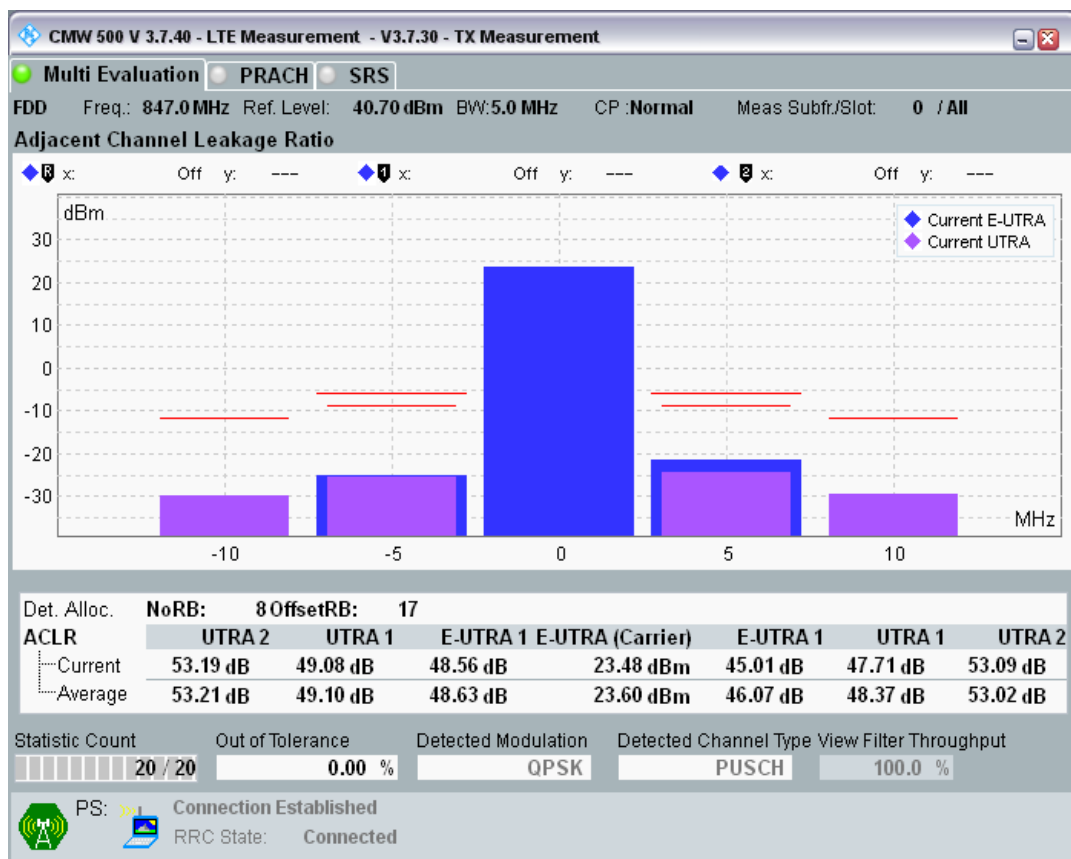 CMW 500 V 3.7.40 - LTE Measurement - V3.7.30 - TX Measurement
Multi Evaluation PRACH SRS
FDD Freq.: 847.0 MHz Ref. Level: 40.70 dBm BW:5.0 MHz CP :Normal Meas Subfr./Slot: 0 / All
Adjacent Channel Leakage Ratio
R x: Off y: --- 1 x: Off y: --- 2 x: Off y: ---
dBm
Current E-UTRA
Current UTRA
30
20
10
0
-10
-20
-30
MHz
-10 -5 0 5 10
Det. Alloc. NoRB: 8 OffsetRB: 17
ACLR UTRA 2 UTRA 1 E-UTRA 1 E-UTRA (Carrier) E-UTRA 1 UTRA 1 UTRA 2
Current 53.19 dB 49.08 dB 48.56 dB 23.48 dBm 45.01 dB 47.71 dB 53.09 dB
Average 53.21 dB 49.10 dB 48.63 dB 23.60 dBm 46.07 dB 48.37 dB 53.02 dB
Statistic Count Out of Tolerance Detected Modulation Detected Channel Type View Filter Throughput
20 / 20 0.00 % QPSK PUSCH 100.0 %
PS: Connection Established
RRC State: Connected